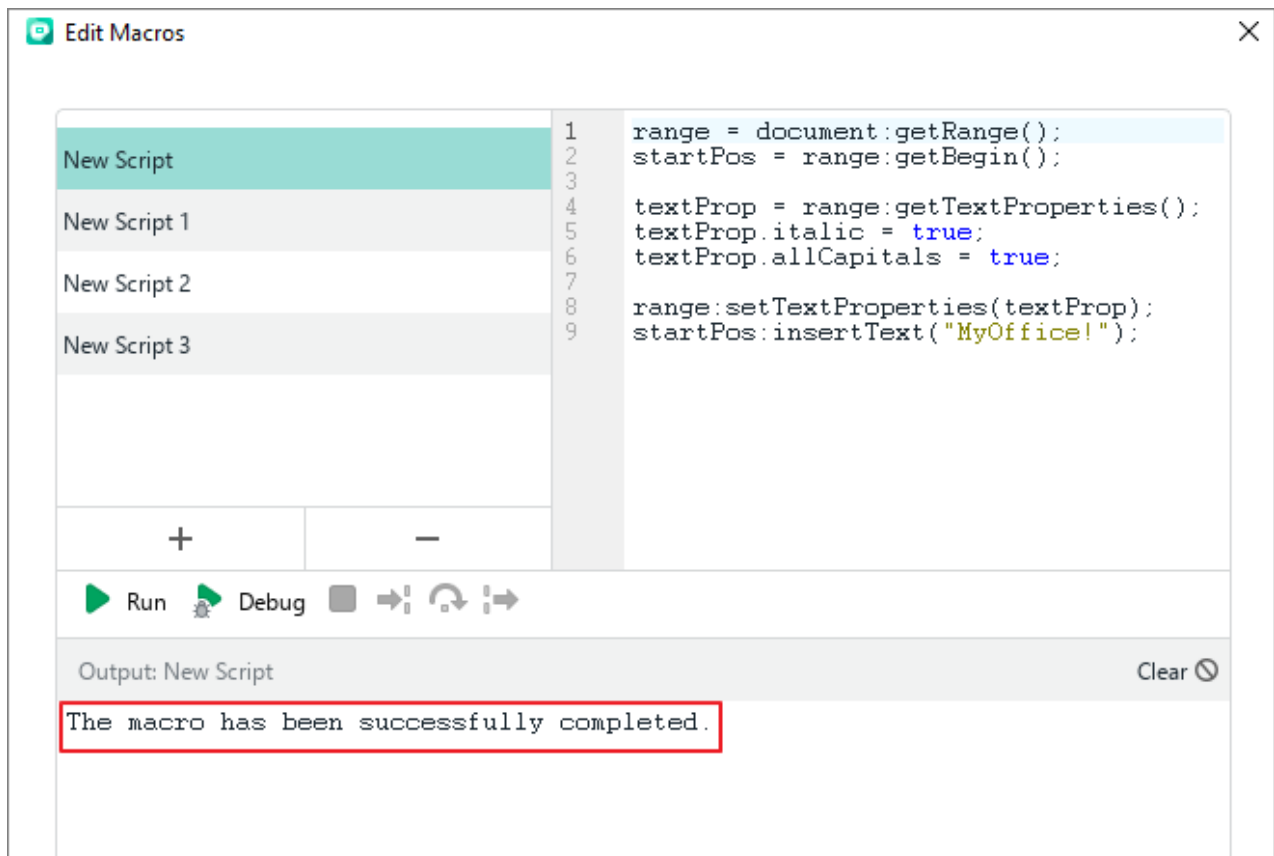 Edit Macros
New Script
New Script 1
New Script 2
New Script 3
1 range = document:getRange();
2 startPos = range:getBegin();
3
4 textProp = range:getTextProperties();
5 textProp.italic = true;
6 textProp.allCapitals = true;
7
8 range:setTextProperties(textProp);
9 startPos:insertText("MyOffice!");
Run Debug
Output: New Script Clear
The macro has been successfully completed.